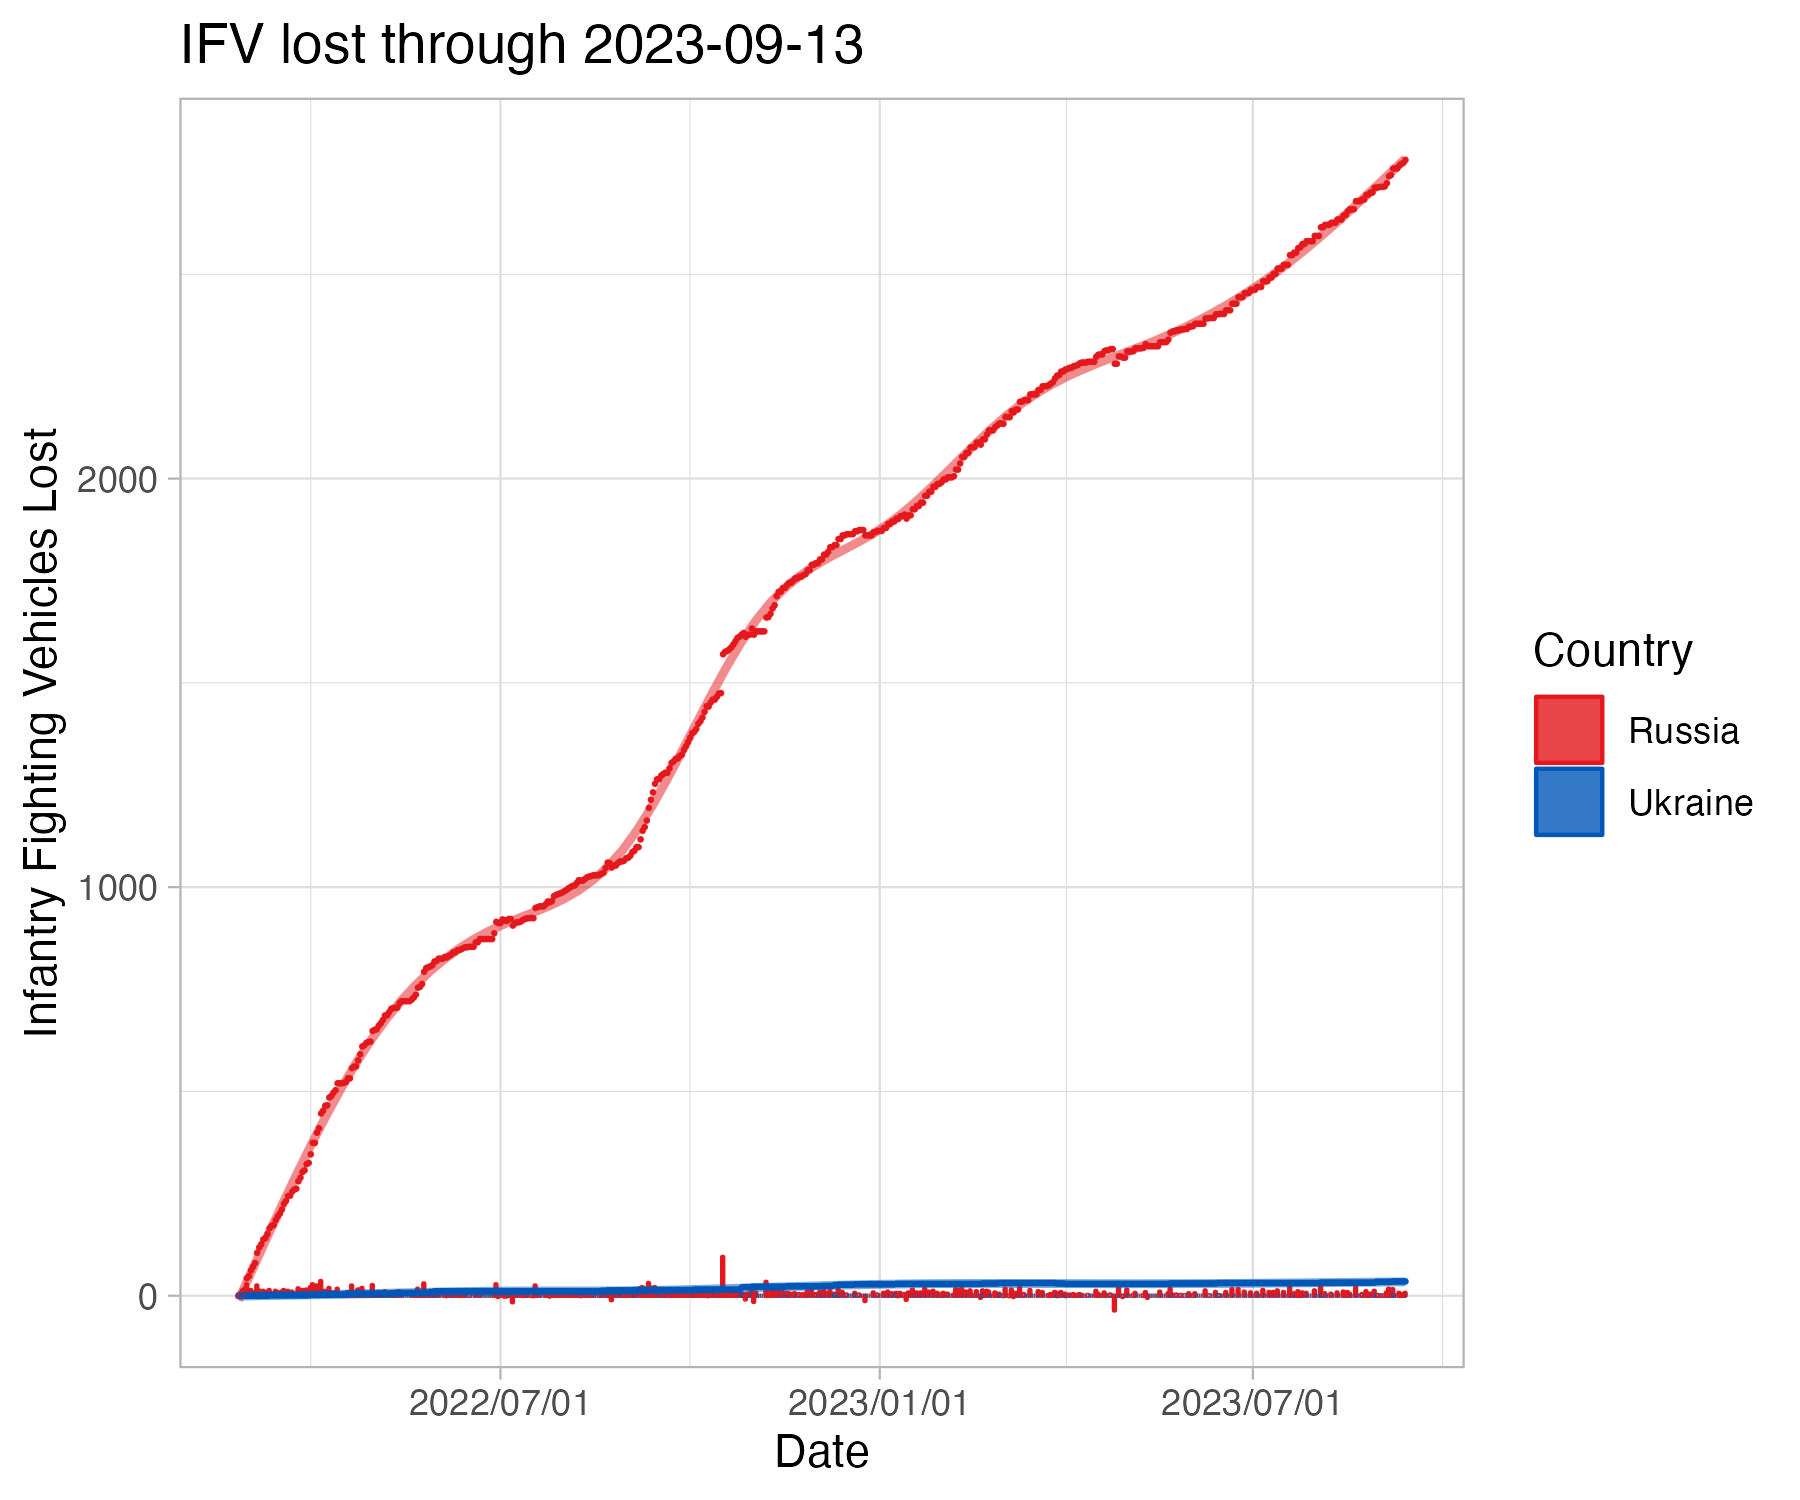 IFV lost through 2023-09-13
Infantry Fighting Vehicles Lost
2000
1000
0
2022/07/01
2023/01/01
2023/07/01
Date
Country
Russia
Ukraine